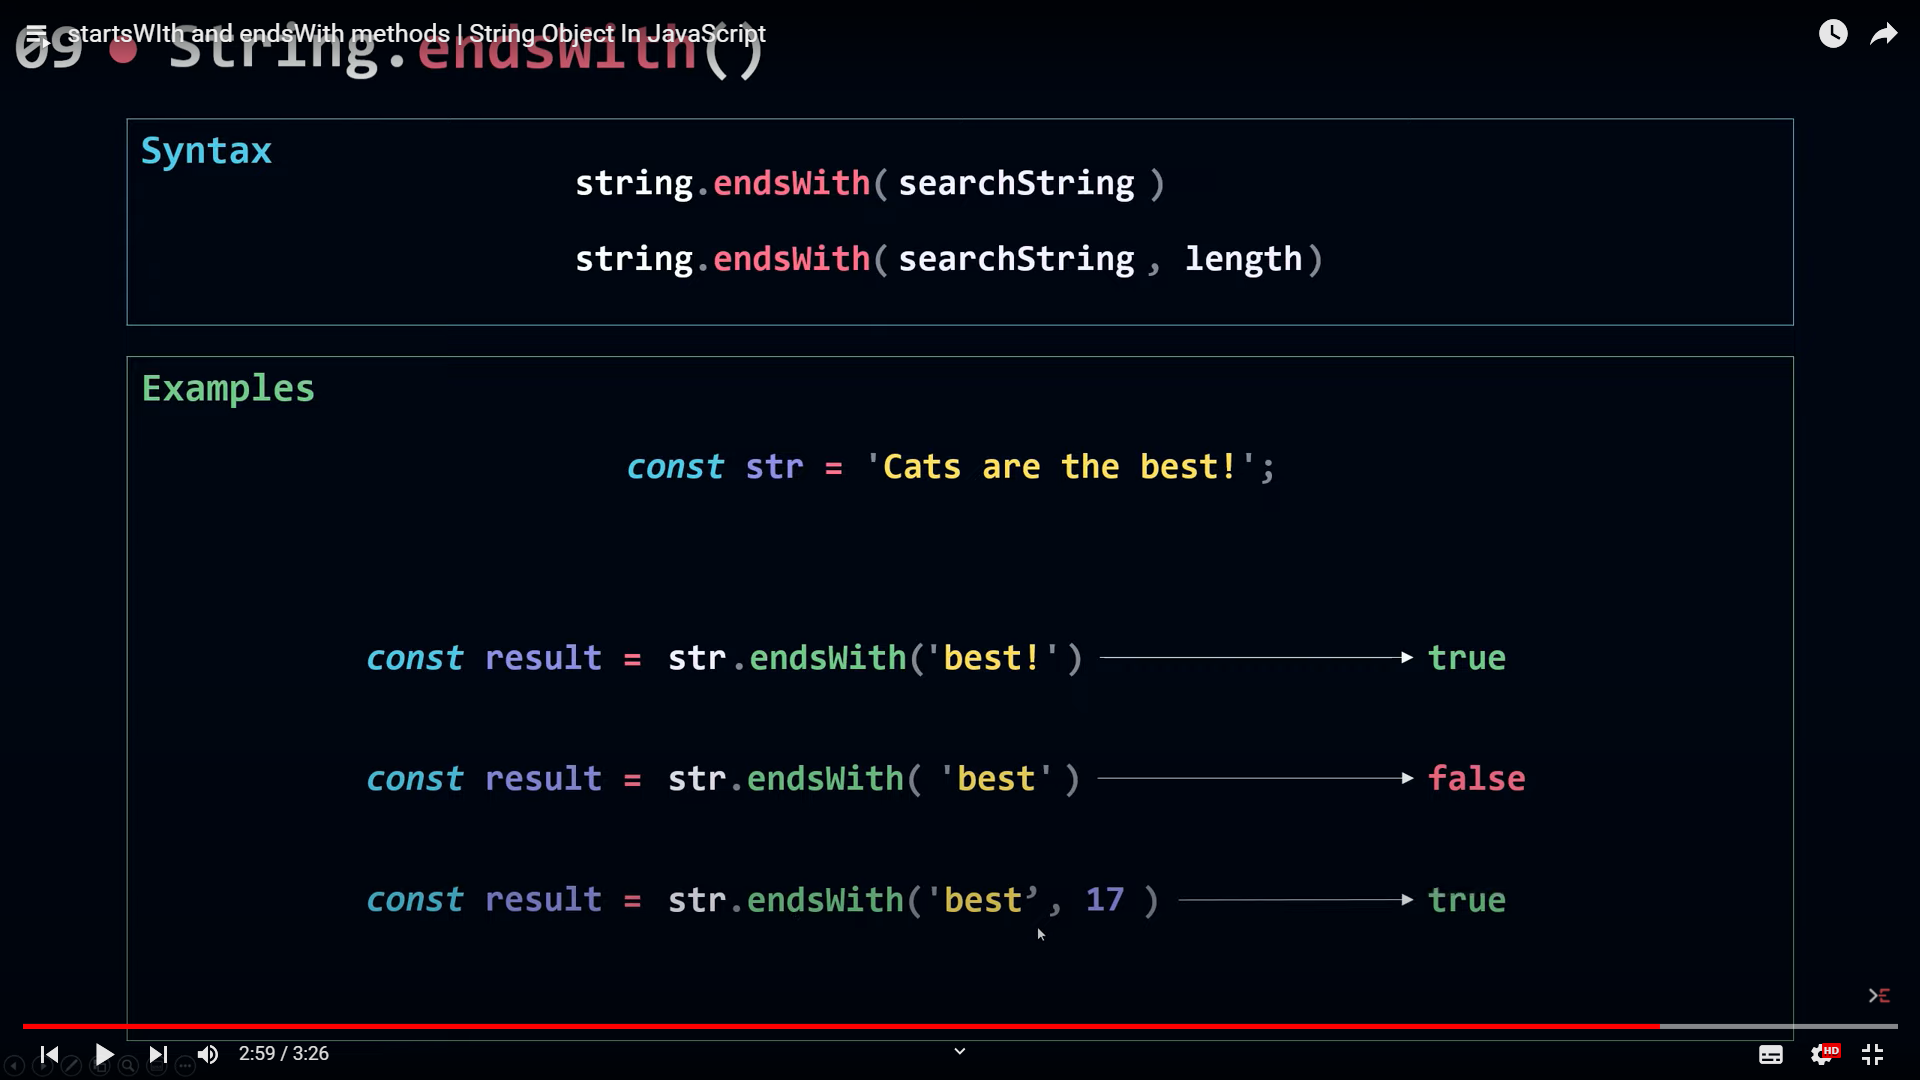 startsWIth and endsWith methods | String Object In JavaScript
09 • String.endsWith()
Syntax
string.endsWith( searchString )
string.endsWith( searchString , length)
Examples
const str = 'Cats are the best!';
const result = str.endsWith('best!') true
const result = str.endsWith( 'best' ) false
const result = str.endsWith('best’, 17 ) true
2:59 / 3:26
HD